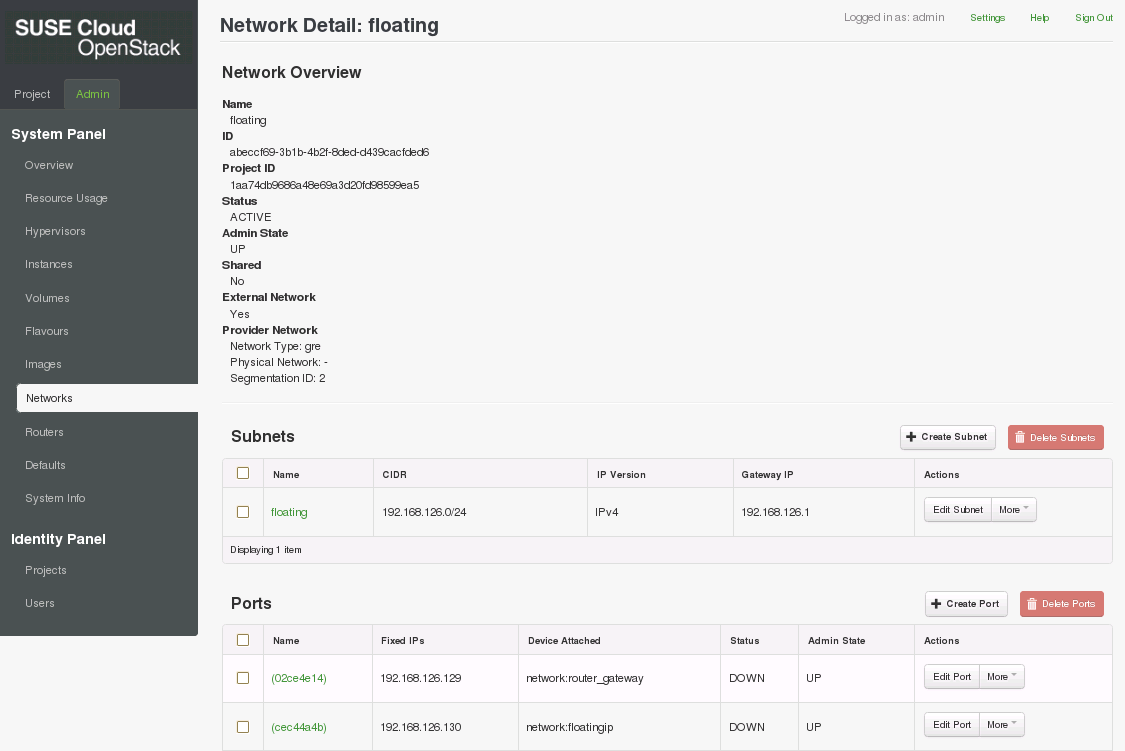 SUSE Cloud
OpenStack
Project Admin
System Panel
Overview
Resource Usage
Hypervisors
Instances
Volumes
Flavours
Images
Networks
Routers
Defaults
System Info
Identity Panel
Projects
Users
Network Detail: floating
Logged in as: admin Settings Help Sign Out
Network Overview
Name
floating
ID
abeccf69-3b1b-4b2f-8ded-d439cacfded6
Project ID
1aa74db9686a48e69a3d20fd98599ea5
Status
ACTIVE
Admin State
UP
Shared
No
External Network
Yes
Provider Network
Network Type: gre
Physical Network: -
Segmentation ID: 2
Subnets Create Subnet Delete Subnets
Name CIDR IP Version Gateway IP Actions
floating 192.168.126.0/24 IPv4 192.168.126.1 Edit Subnet More
Displaying 1 item
Ports Create Port Delete Ports
Name Fixed IPs Device Attached Status Admin State Actions
(02ce4e14) 192.168.126.129 network:router_gateway DOWN UP Edit Port More
(cec44a4b) 192.168.126.130 network:floatingip DOWN UP Edit Port More